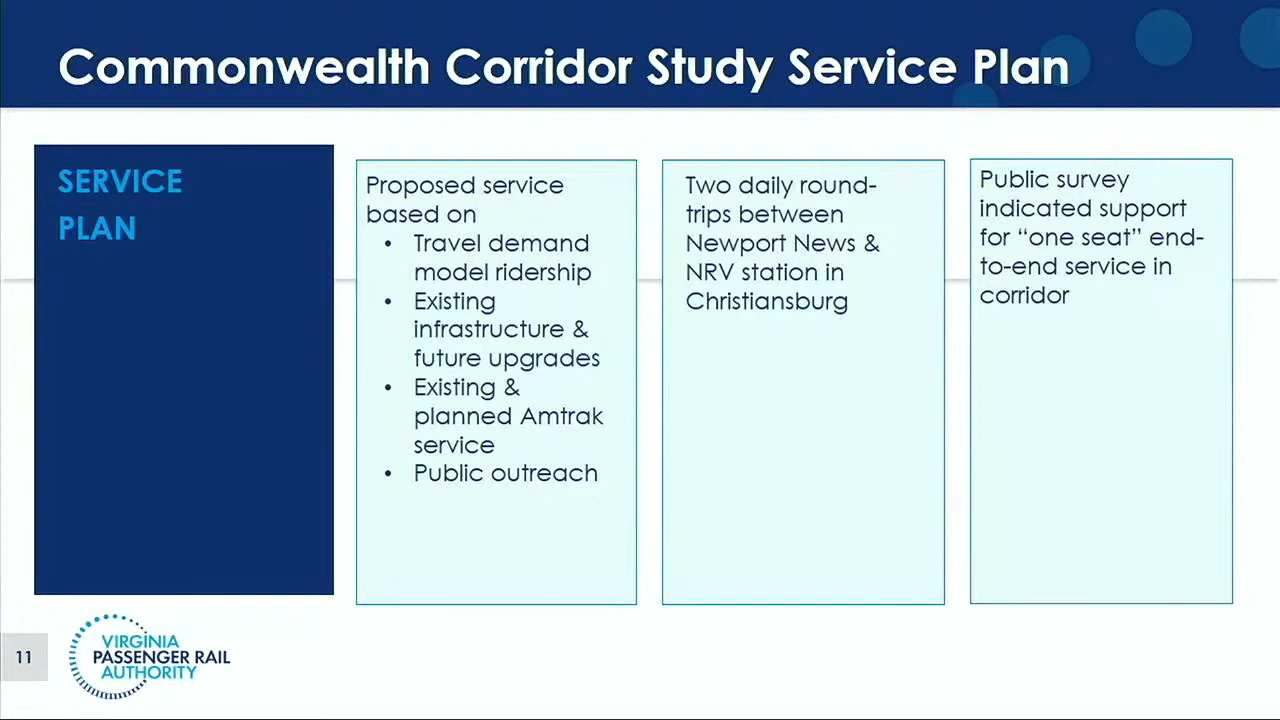 Commonwealth Corridor Study Service Plan
SERVICE
PLAN
Proposed service
based on
• Travel demand
model ridership
• Existing
infrastructure &
future upgrades
• Existing &
planned Amtrak
service
• Public outreach
Two daily round-
trips between
Newport News &
NRV station in
Christiansburg
Public survey
indicated support
for “one seat” end-
to-end service in
corridor
11
VIRGINIA
PASSENGER RAIL
AUTHORITY